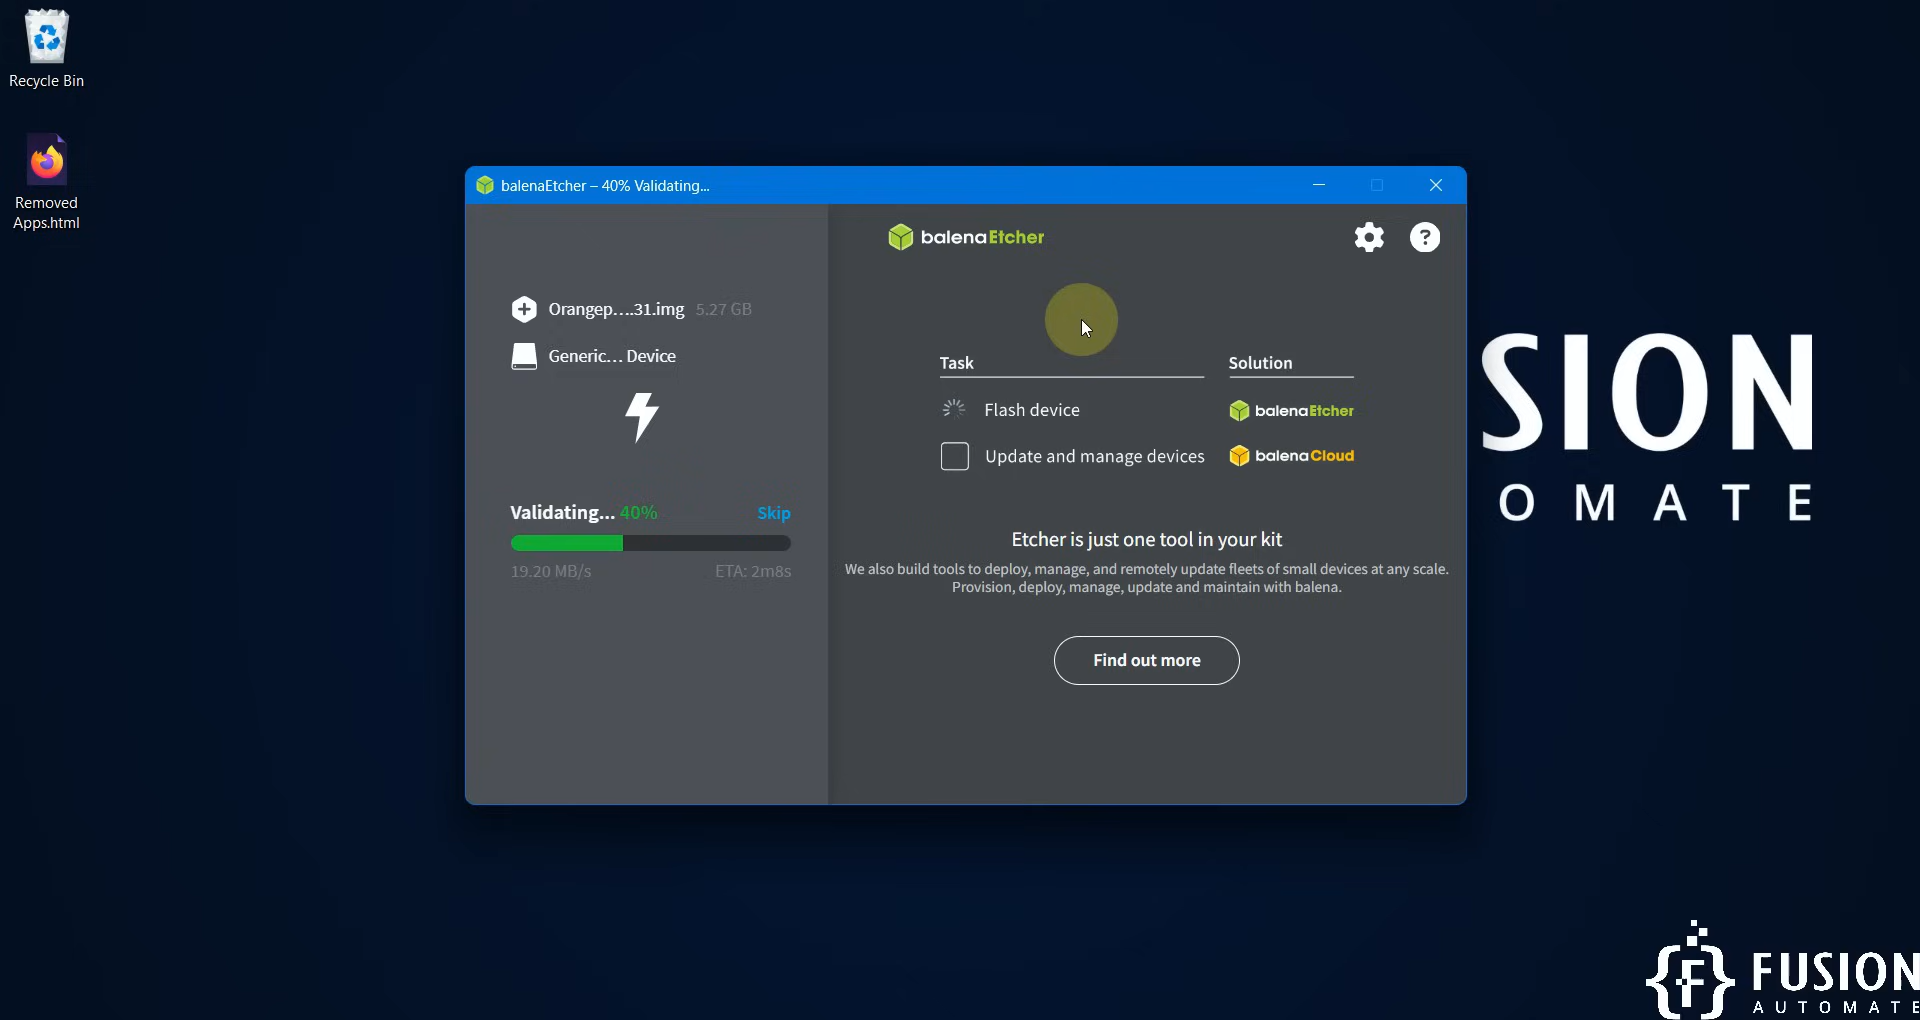 Recycle Bin
Removed
Apps.html
balenaEtcher – 40% Validating...
balenaEtcher
?
Orangep....31.img 5.27 GB
Generic... Device
Task Solution
Flash device balenaEtcher
Update and manage devices balenaCloud
Validating... 40% Skip
19.20 MB/s ETA: 2m8s
Etcher is just one tool in your kit
We also build tools to deploy, manage, and remotely update fleets of small devices at any scale.
Provision, deploy, manage, update and maintain with balena.
Find out more
SION
OMATE
{F} FUSION
AUTOMATE